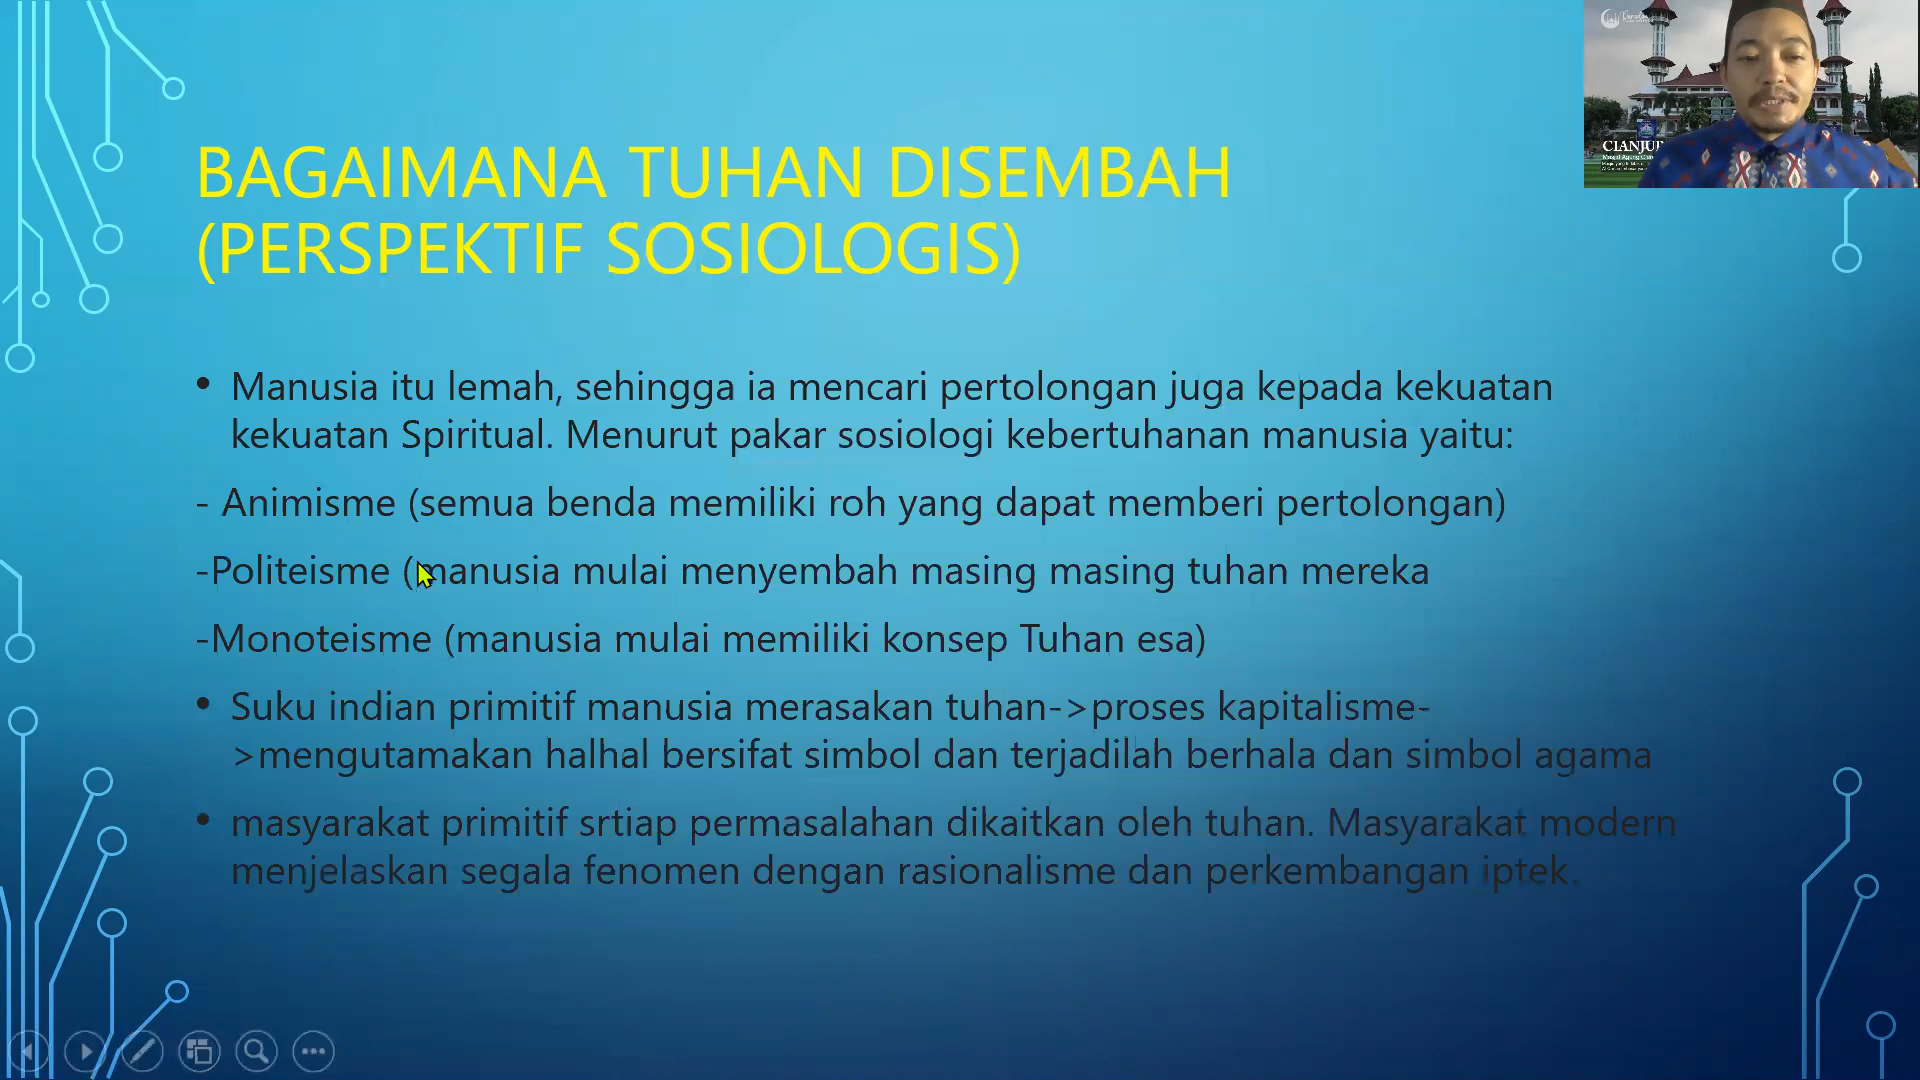 BAGAIMANA TUHAN DISEMBAH
(PERSPEKTIF SOSIOLOGIS)
• Manusia itu lemah, sehingga ia mencari pertolongan juga kepada kekuatan
kekuatan Spiritual. Menurut pakar sosiologi kebertuhanan manusia yaitu:
- Animisme (semua benda memiliki roh yang dapat memberi pertolongan)
-Politeisme (manusia mulai menyembah masing masing tuhan mereka
-Monoteisme (manusia mulai memiliki konsep Tuhan esa)
• Suku indian primitif manusia merasakan tuhan->proses kapitalisme-
>mengutamakan halhal bersifat simbol dan terjadilah berhala dan simbol agama
• masyarakat primitif srtiap permasalahan dikaitkan oleh tuhan. Masyarakat modern
menjelaskan segala fenomen dengan rasionalisme dan perkembangan iptek.
CIANJUR
Masjid Agung